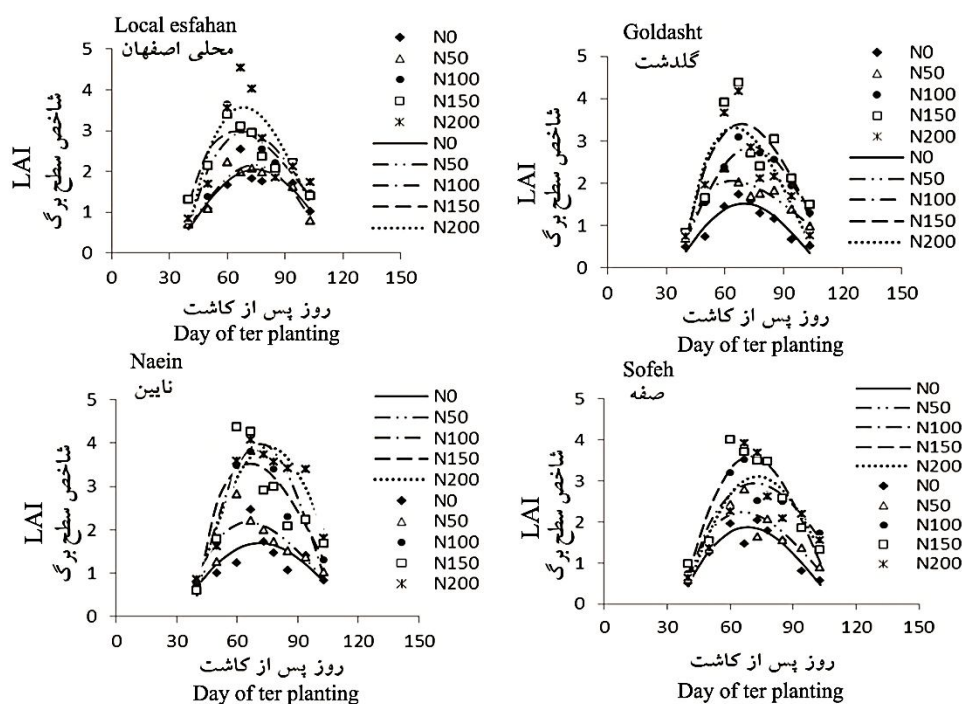 Local esfahan
محلی اصفهان
LAI
شاخص سطح برگ
5
4
3
2
1
0
0 30 60 90 120 150
روز پس از کاشت
Day of ter planting
N0
N50
N100
N150
N200
N0
N50
N100
N150
N200
Goldasht
گلدشت
LAI
شاخص سطح برگ
5
4
3
2
1
0
0 30 60 90 120 150
روز پس از کاشت
Day of ter planting
N0
N50
N100
N150
N200
N0
N50
N100
N150
N200
Naein
نایین
LAI
شاخص سطح برگ
5
4
3
2
1
0
0 30 60 90 120 150
روز پس از کاشت
Day of ter planting
N0
N50
N100
N150
N200
N0
N50
N100
N150
N200
Sofeh
صفه
LAI
شاخص سطح برگ
5
4
3
2
1
0
0 30 60 90 120 150
روز پس از کاشت
Day of ter planting
N0
N50
N100
N150
N200
N0
N50
N100
N150
N200